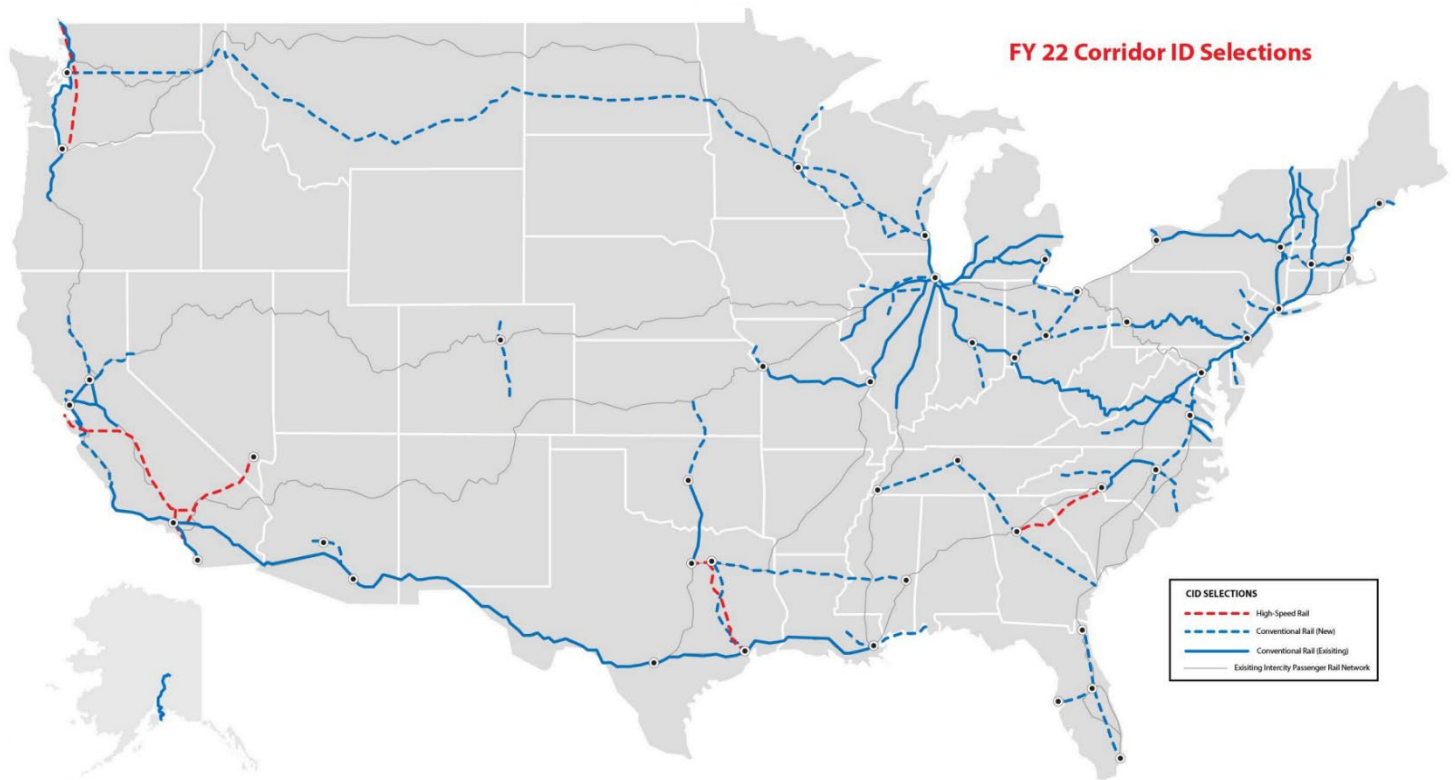 FY 22 Corridor ID Selections
CID SELECTIONS
High-Speed Rail
Conventional Rail (New)
Conventional Rail (Exisiting)
Exisiting Intercity Passenger Rail Network